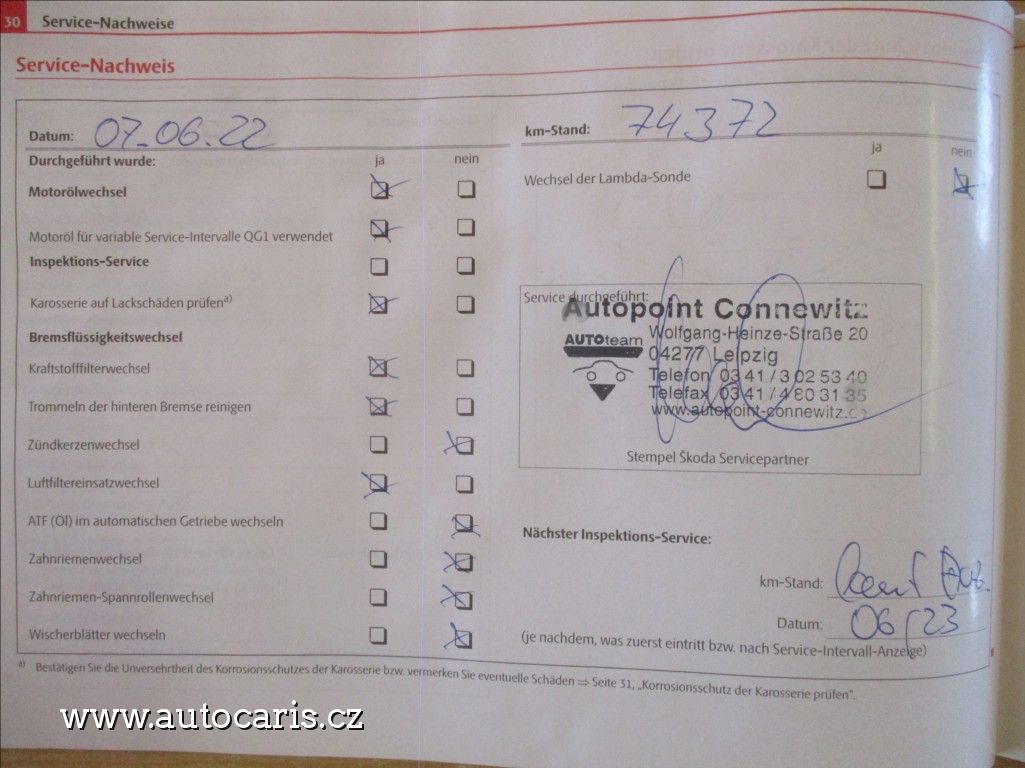 30 Service-Nachweise
Service-Nachweis
Datum: 07.06.22
km-Stand: 74372
Durchgeführt wurde: ja nein
ja nein
Motorölwechsel
Wechsel der Lambda-Sonde
Motoröl für variable Service-Intervalle QG1 verwendet
Inspektions-Service
Karosserie auf Lackschäden prüfen a)
Bremsflüssigkeitswechsel
Kraftstofffilterwechsel
Trommeln der hinteren Bremse reinigen
Zündkerzenwechsel
Luftfiltereinsatzwechsel
ATF (Öl) im automatischen Getriebe wechseln
Zahnriemenwechsel
Zahnriemen-Spannrollenwechsel
Wischerblätter wechseln
Service durchgeführt:
Autopoint Connewitz
AUTOteam
Wolfgang-Heinze-Straße 20
04277 Leipzig
Telefon 03 41 / 3 02 53 40
Telefax 03 41 / 4 80 31 35
www.autopoint-connewitz.de
Stempel Škoda Servicepartner
Nächster Inspektions-Service:
km-Stand:
Datum: 06/23
(je nachdem, was zuerst eintritt bzw. nach Service-Intervall-Anzeige)
a) Bestätigen Sie die Unversehrtheit des Korrosionsschutzes der Karosserie bzw. vermerken Sie eventuelle Schäden ⇒ Seite 31, „Korrosionsschutz der Karosserie prüfen".
www.autocaris.cz